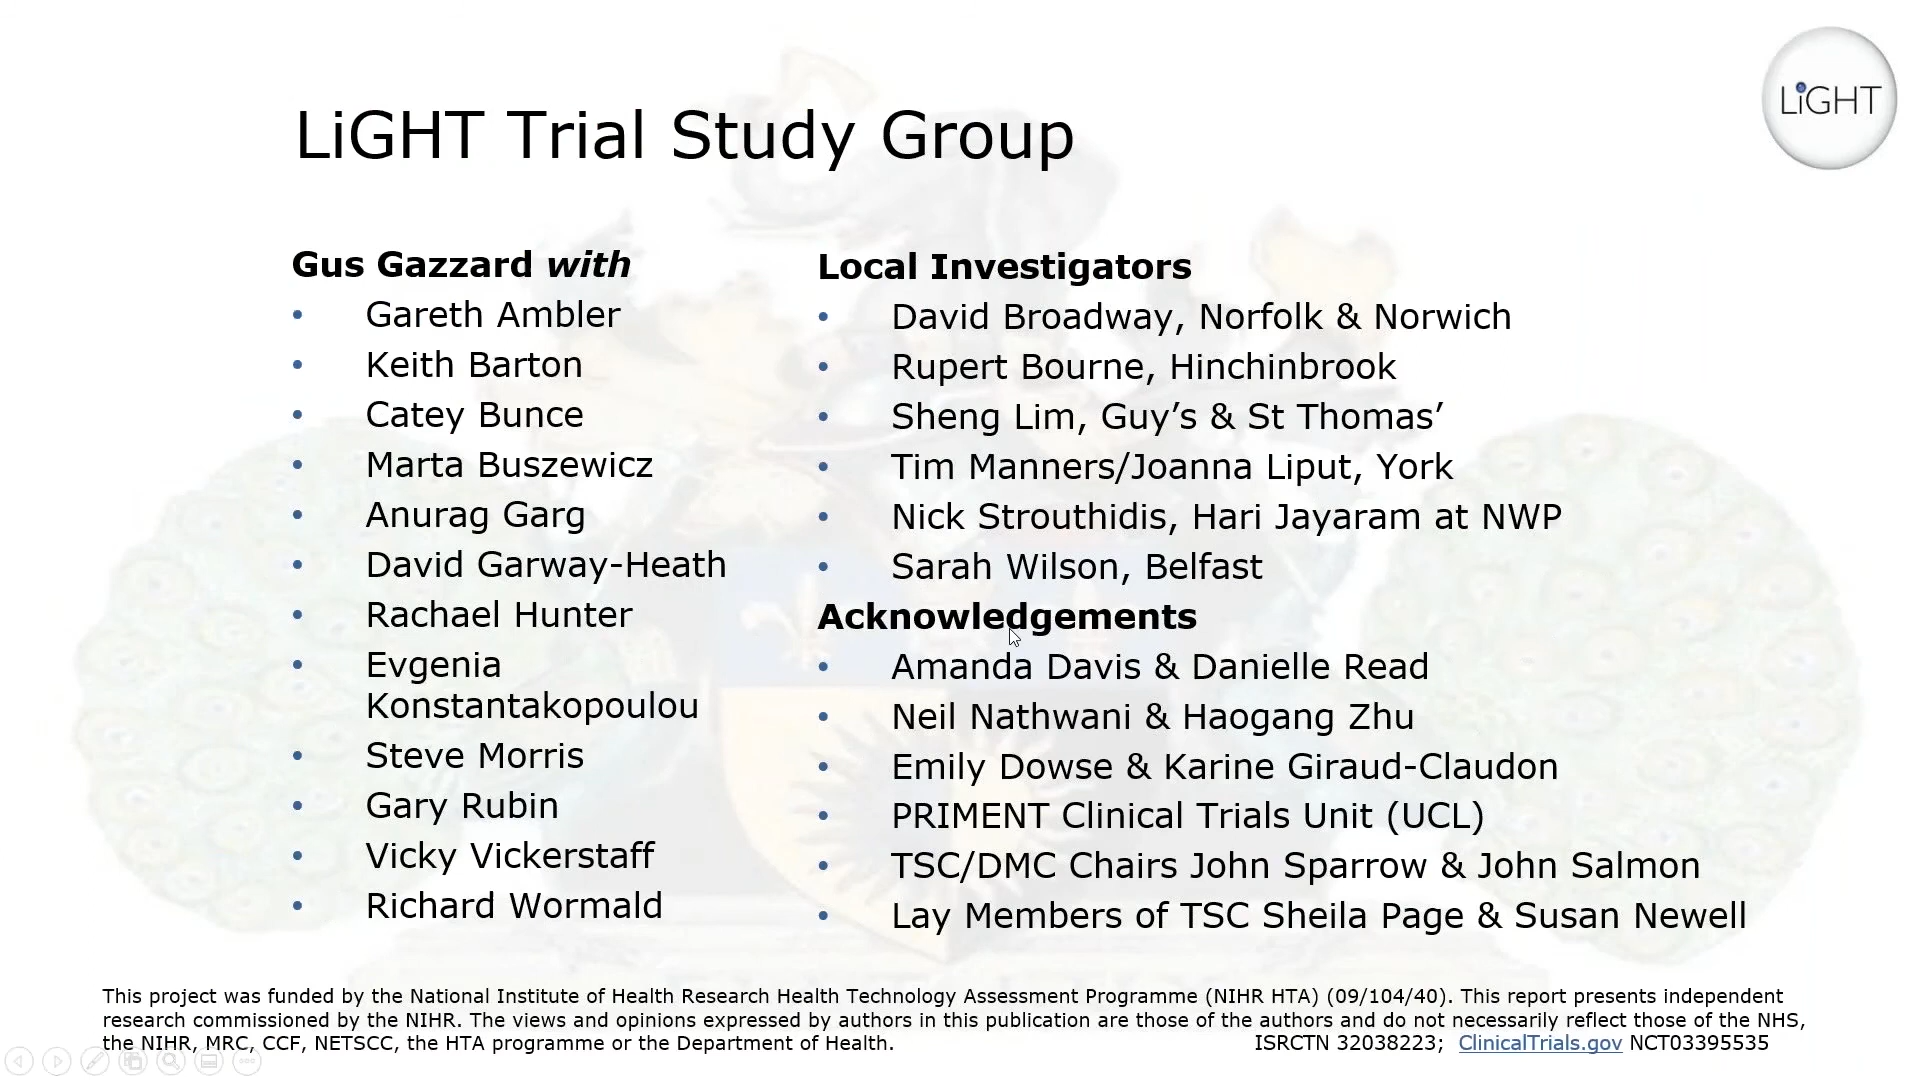 LiGHT Trial Study Group
LiGHT
Gus Gazzard with
• Gareth Ambler
• Keith Barton
• Catey Bunce
• Marta Buszewicz
• Anurag Garg
• David Garway-Heath
• Rachael Hunter
• Evgenia
Konstantakopoulou
• Steve Morris
• Gary Rubin
• Vicky Vickerstaff
• Richard Wormald
Local Investigators
• David Broadway, Norfolk & Norwich
• Rupert Bourne, Hinchinbrook
• Sheng Lim, Guy’s & St Thomas’
• Tim Manners/Joanna Liput, York
• Nick Strouthidis, Hari Jayaram at NWP
• Sarah Wilson, Belfast
Acknowledgements
• Amanda Davis & Danielle Read
• Neil Nathwani & Haogang Zhu
• Emily Dowse & Karine Giraud-Claudon
• PRIMENT Clinical Trials Unit (UCL)
• TSC/DMC Chairs John Sparrow & John Salmon
• Lay Members of TSC Sheila Page & Susan Newell
This project was funded by the National Institute of Health Research Health Technology Assessment Programme (NIHR HTA) (09/104/40). This report presents independent
research commissioned by the NIHR. The views and opinions expressed by authors in this publication are those of the authors and do not necessarily reflect those of the NHS,
the NIHR, MRC, CCF, NETSCC, the HTA programme or the Department of Health. ISRCTN 32038223; ClinicalTrials.gov NCT03395535